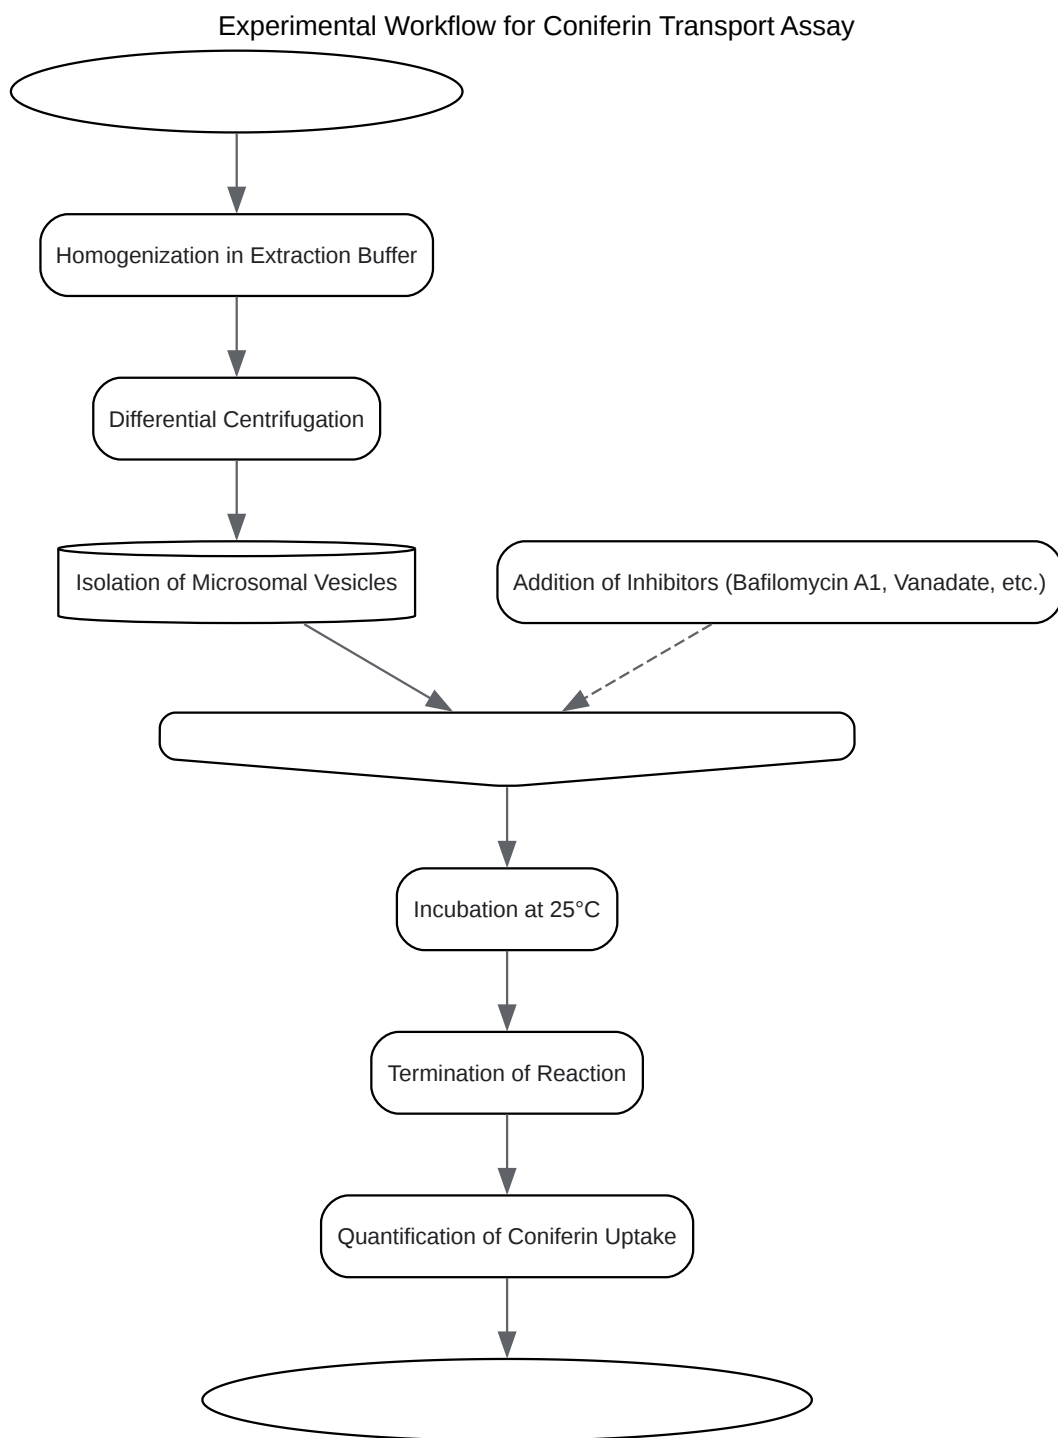 Experimental Workflow for Coniferin Transport Assay
Homogenization in Extraction Buffer
Differential Centrifugation
Isolation of Microsomal Vesicles
Addition of Inhibitors (Bafilomycin A1, Vanadate, etc.)
Incubation at 25°C
Termination of Reaction
Quantification of Coniferin Uptake